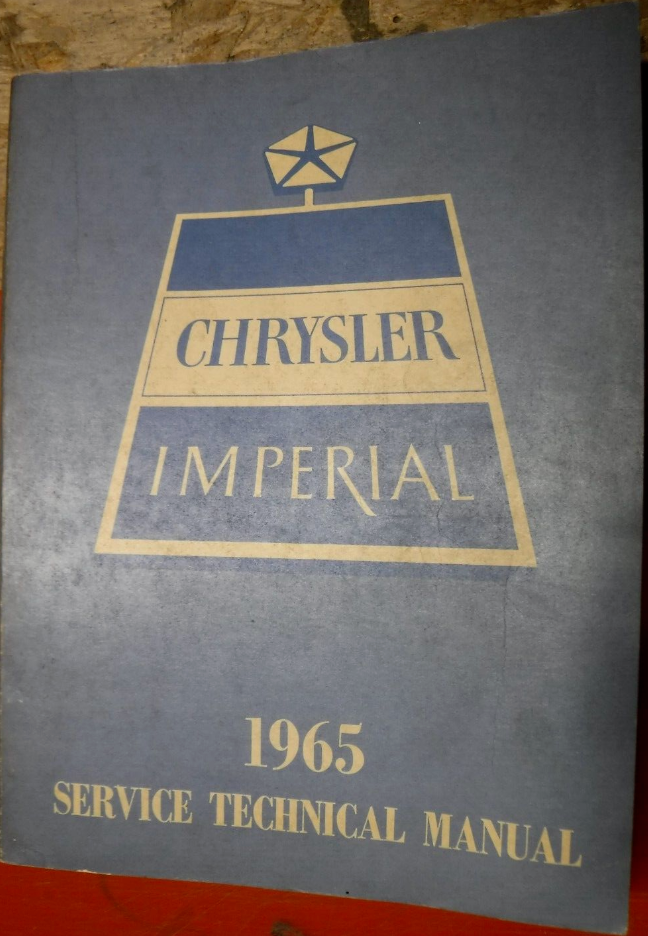 CHRYSLER
IMPERIAL
1965
SERVICE TECHNICAL MANUAL